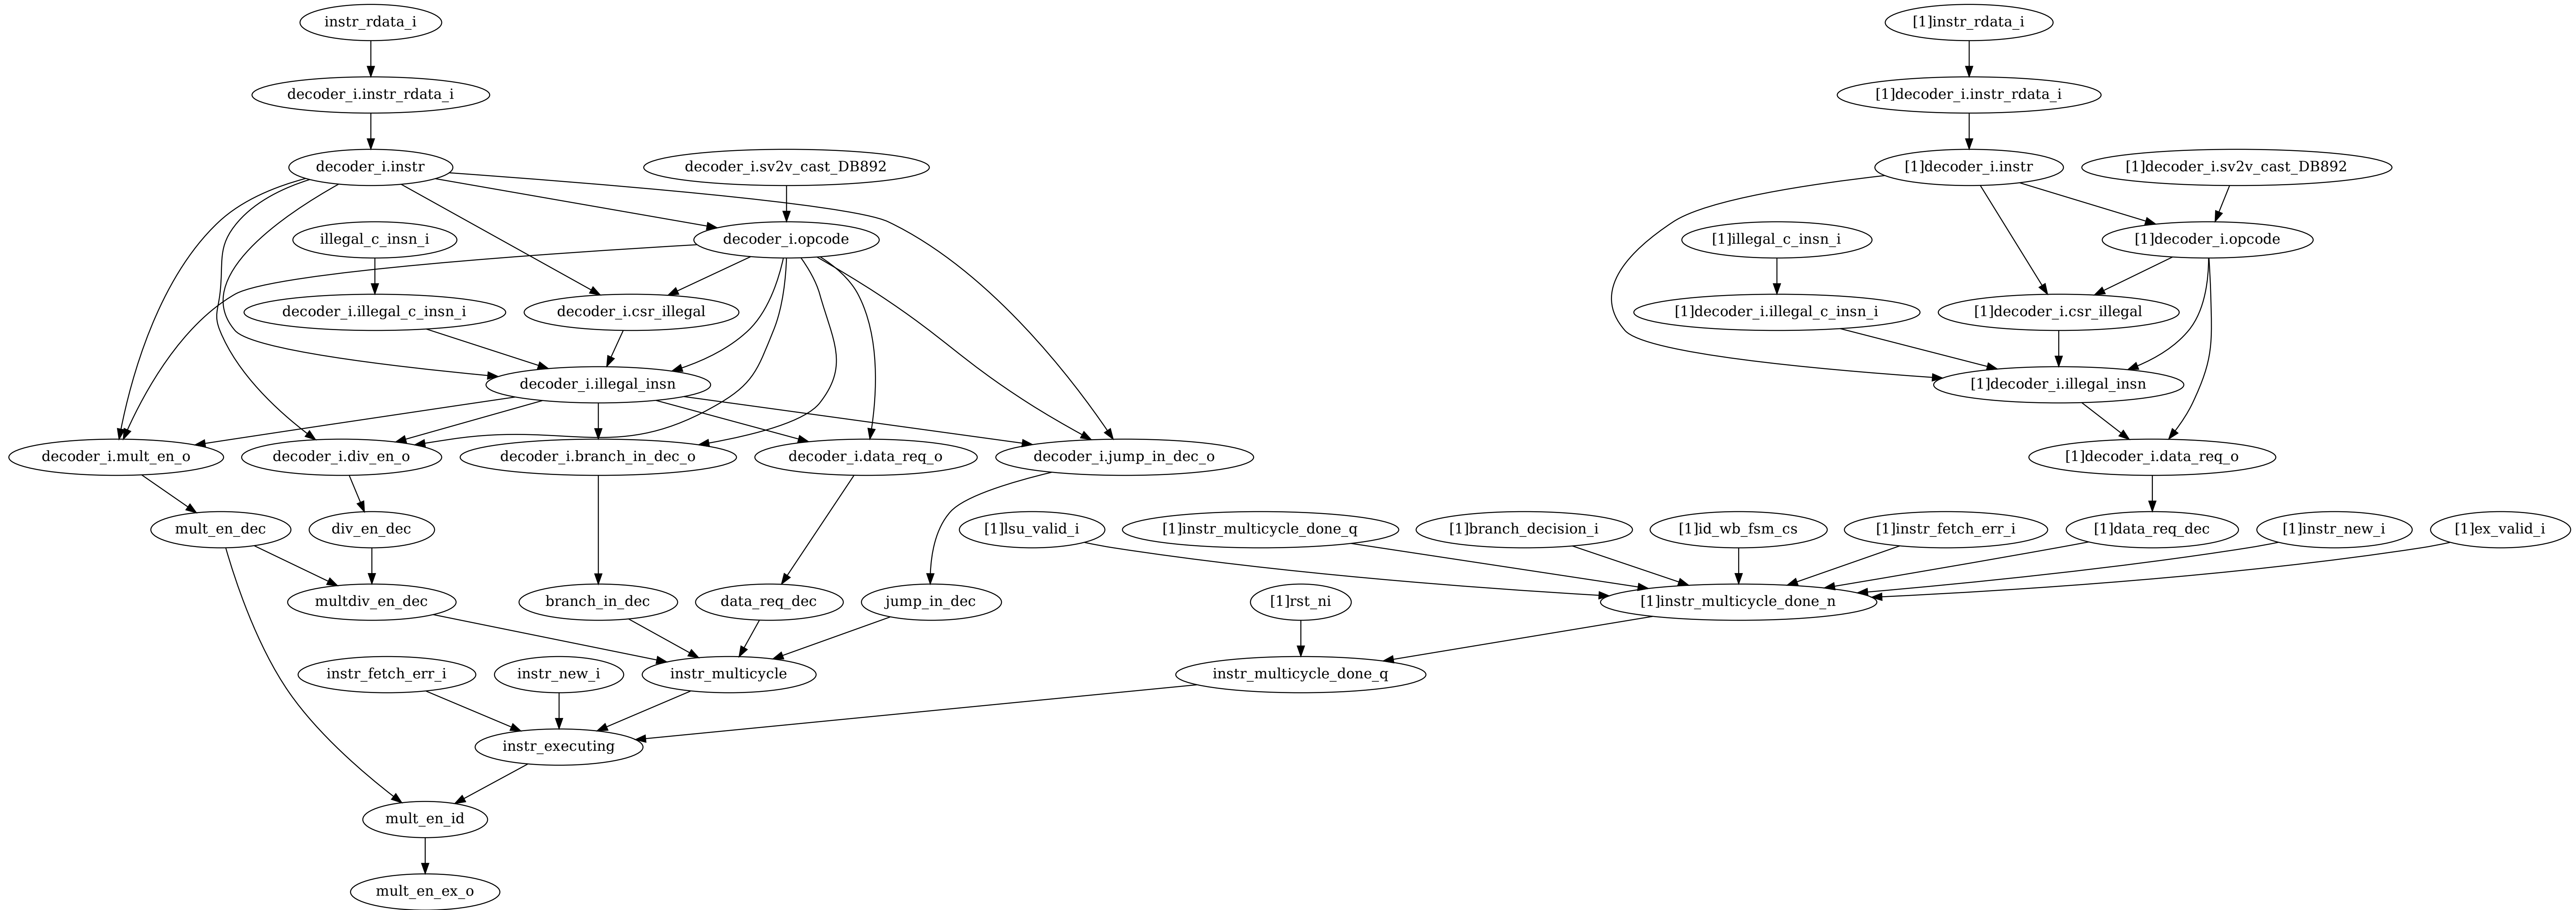 instr_rdata_i
[1]instr_rdata_i
decoder_i.instr_rdata_i
[1]decoder_i.instr_rdata_i
decoder_i.instr
decoder_i.sv2v_cast_DB892
[1]decoder_i.instr
[1]decoder_i.sv2v_cast_DB892
illegal_c_insn_i
decoder_i.opcode
[1]illegal_c_insn_i
[1]decoder_i.opcode
decoder_i.illegal_c_insn_i
decoder_i.csr_illegal
[1]decoder_i.illegal_c_insn_i
[1]decoder_i.csr_illegal
decoder_i.illegal_insn
[1]decoder_i.illegal_insn
decoder_i.mult_en_o
decoder_i.div_en_o
decoder_i.branch_in_dec_o
decoder_i.data_req_o
decoder_i.jump_in_dec_o
[1]decoder_i.data_req_o
mult_en_dec
div_en_dec
[1]lsu_valid_i
[1]instr_multicycle_done_q
[1]branch_decision_i
[1]id_wb_fsm_cs
[1]instr_fetch_err_i
[1]data_req_dec
[1]instr_new_i
[1]ex_valid_i
multdiv_en_dec
branch_in_dec
data_req_dec
jump_in_dec
[1]rst_ni
[1]instr_multicycle_done_n
instr_fetch_err_i
instr_new_i
instr_multicycle
instr_multicycle_done_q
instr_executing
mult_en_id
mult_en_ex_o